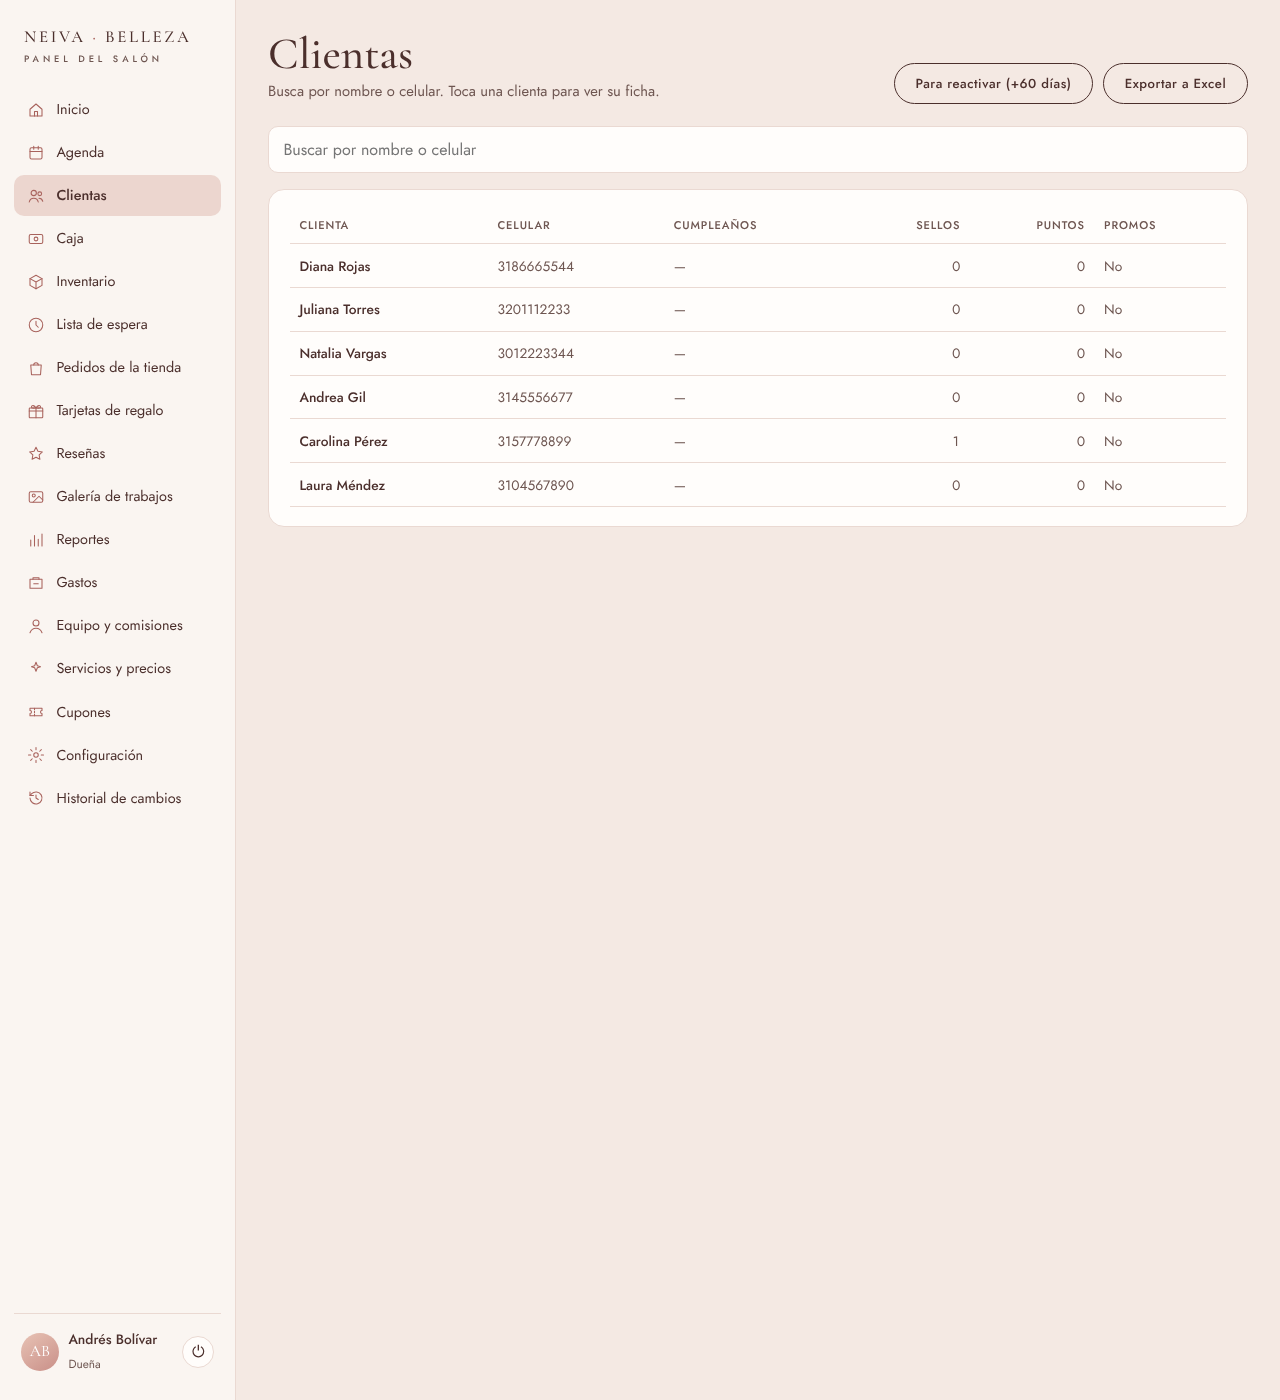 NEIVA · BELLEZA
PANEL DEL SALÓN
Inicio
Agenda
Clientas
Caja
Inventario
Lista de espera
Pedidos de la tienda
Tarjetas de regalo
Reseñas
Galería de trabajos
Reportes
Gastos
Equipo y comisiones
Servicios y precios
Cupones
Configuración
Historial de cambios
AB
Andrés Bolívar
Dueña
Clientas
Busca por nombre o celular. Toca una clienta para ver su ficha.
Para reactivar (+60 días)
Exportar a Excel
Buscar por nombre o celular
CLIENTA CELULAR CUMPLEAÑOS SELLOS PUNTOS PROMOS
Diana Rojas 3186665544 — 0 0 No
Juliana Torres 3201112233 — 0 0 No
Natalia Vargas 3012223344 — 0 0 No
Andrea Gil 3145556677 — 0 0 No
Carolina Pérez 3157778899 — 1 0 No
Laura Méndez 3104567890 — 0 0 No